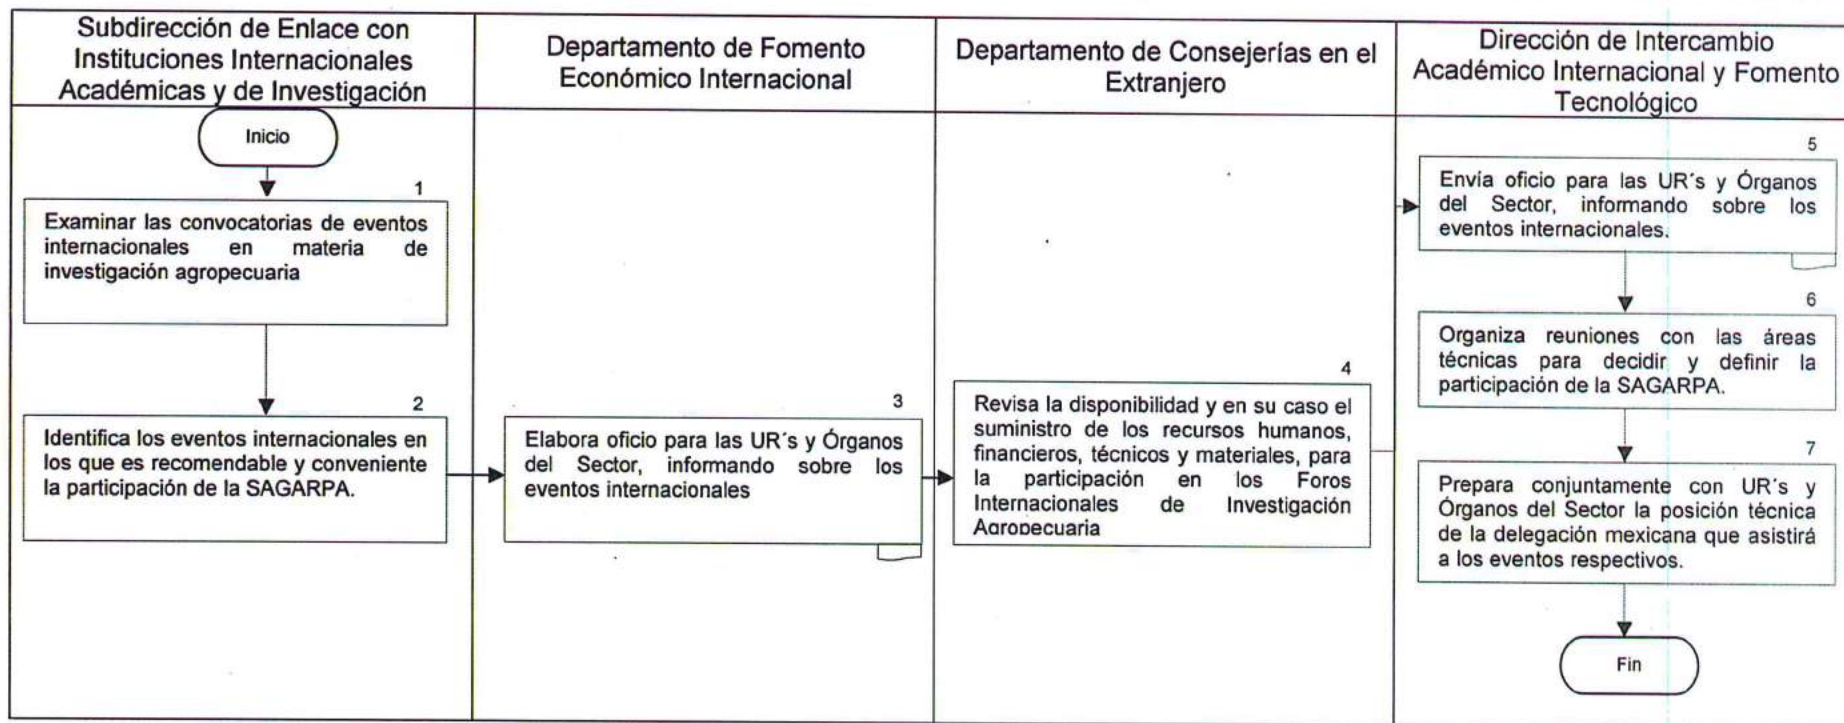 Subdirección de Enlace con
Instituciones Internacionales
Académicas y de Investigación
Departamento de Fomento
Económico Internacional
Departamento de Consejerías en el
Extranjero
Dirección de Intercambio
Académico Internacional y Fomento
Tecnológico
Inicio
1
Examinar las convocatorias de eventos
internacionales en materia de
investigación agropecuaria
2
Identifica los eventos internacionales en
los que es recomendable y conveniente
la participación de la SAGARPA.
3
Elabora oficio para las UR´s y Órganos
del Sector, informando sobre los
eventos internacionales
4
Revisa la disponibilidad y en su caso el
suministro de los recursos humanos,
financieros, técnicos y materiales, para
la participación en los Foros
Internacionales de Investigación
Agropecuaria
5
Envía oficio para las UR´s y Órganos
del Sector, informando sobre los
eventos internacionales.
6
Organiza reuniones con las áreas
técnicas para decidir y definir la
participación de la SAGARPA.
7
Prepara conjuntamente con UR´s y
Órganos del Sector la posición técnica
de la delegación mexicana que asistirá
a los eventos respectivos.
Fin